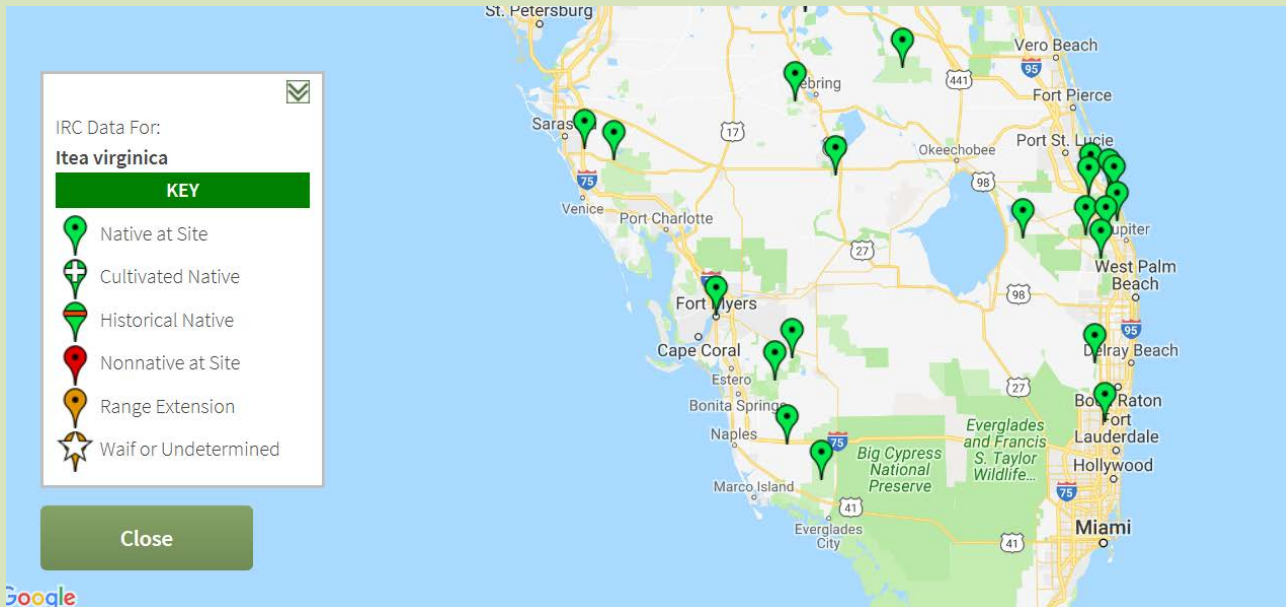 IRC Data For:
Itea virginica
KEY
Native at Site
Cultivated Native
Historical Native
Nonnative at Site
Range Extension
Waif or Undetermined
Close
Google
St. Petersburg
Vero Beach
95
441
Fort Pierce
17
Port St. Lucie
Okeechobee
98
75
Venice
Port Charlotte
27
West Palm
Beach
98
Fort Myers
95
Cape Coral
Delray Beach
Estero
27
Bonita Springs
Raton
Fort
Lauderdale
Naples
75
Everglades
and Francis
S. Taylor
Wildlife...
Big Cypress
National
Preserve
Hollywood
Marco Island
75
41
Everglades
City
41
Miami